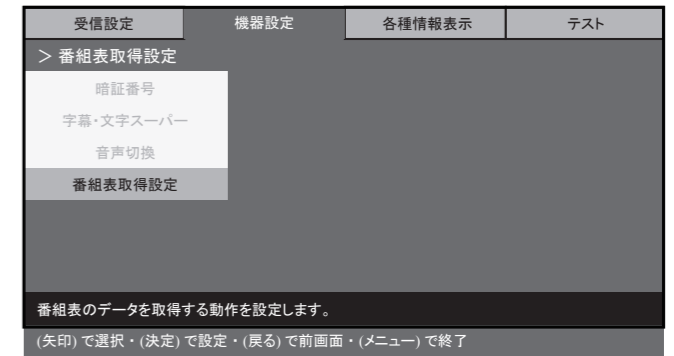 受信設定 機器設定 各種情報表示 テスト
＞ 番組表取得設定
暗証番号
字幕・文字スーパー
音声切換
番組表取得設定
番組表のデータを取得する動作を設定します。
(矢印) で選択・(決定) で設定・(戻る) で前画面・(メニュー) で終了